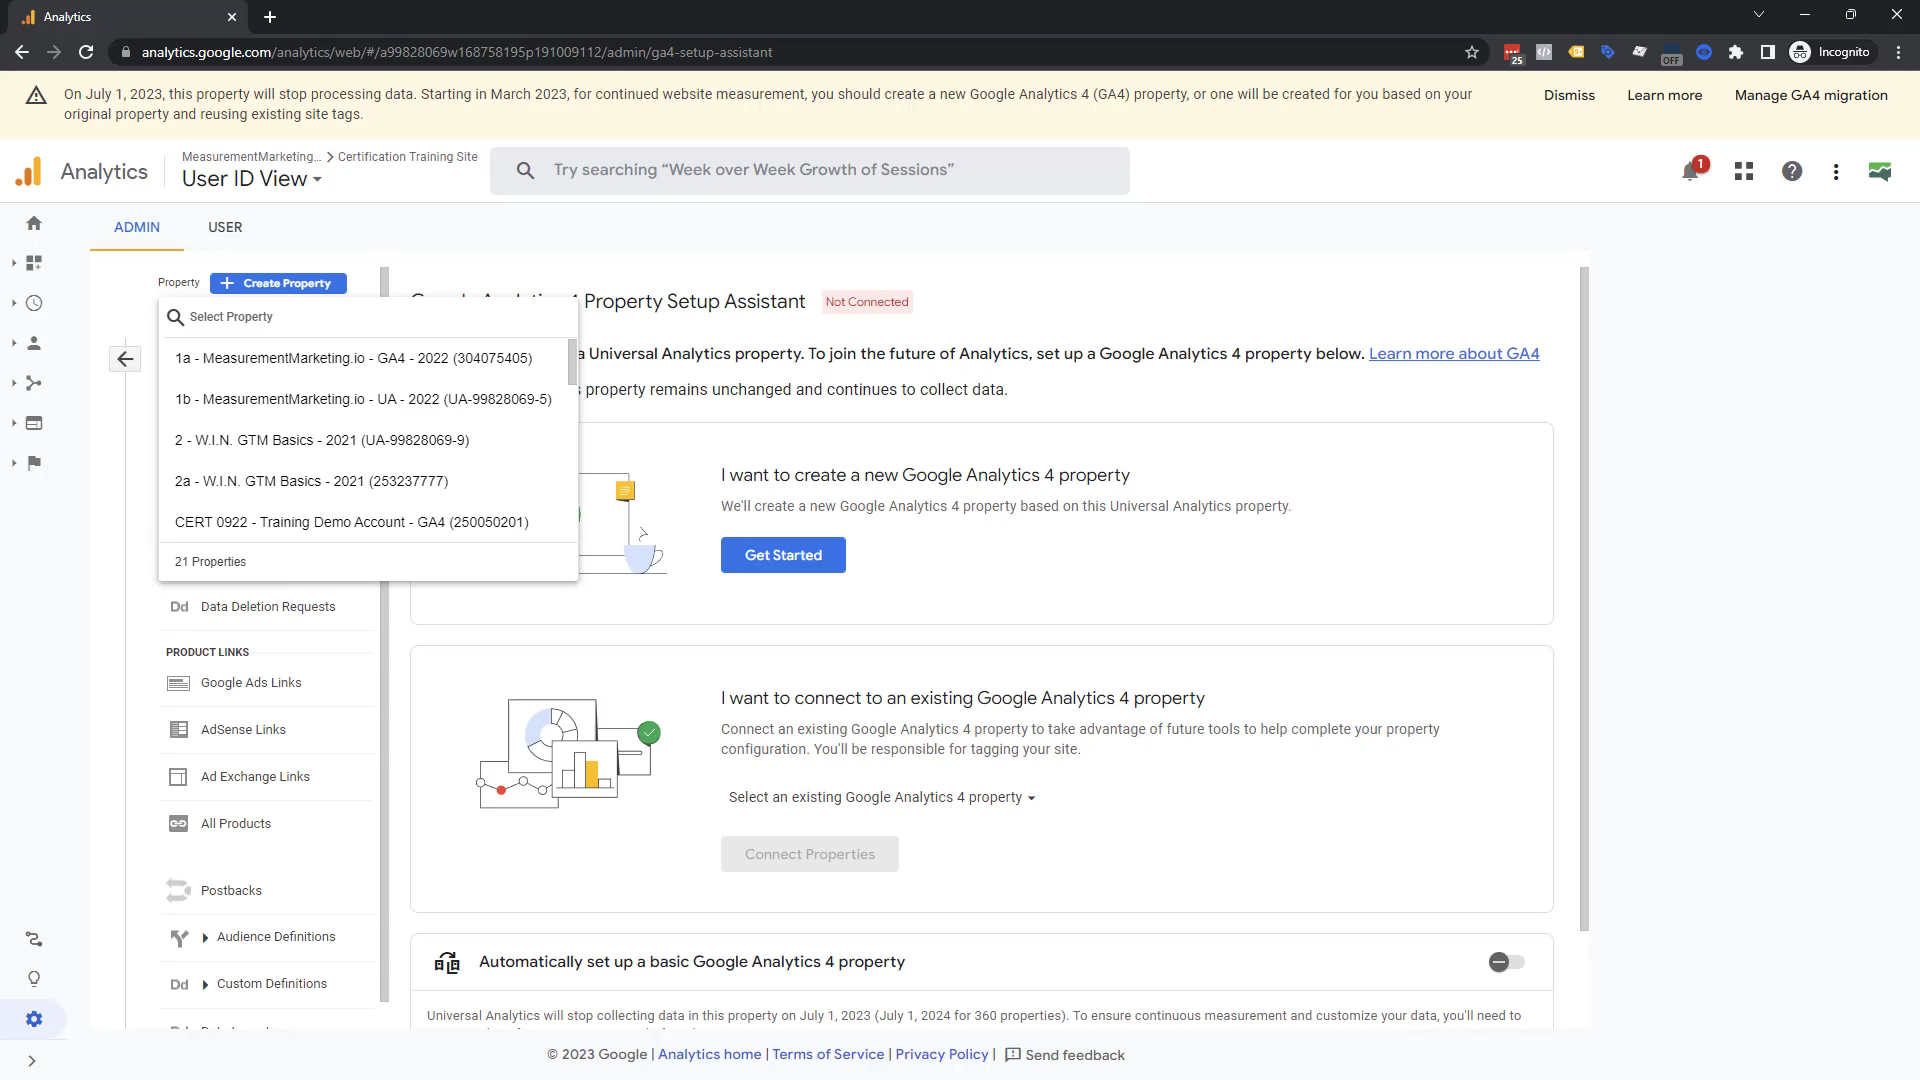 Analytics
analytics.google.com/analytics/web/#/a99828069w168758195p191009112/admin/ga4-setup-assistant
25
OFF
Incognito
On July 1, 2023, this property will stop processing data. Starting in March 2023, for continued website measurement, you should create a new Google Analytics 4 (GA4) property, or one will be created for you based on your
original property and reusing existing site tags.
Dismiss
Learn more
Manage GA4 migration
Analytics
MeasurementMarketing... > Certification Training Site
User ID View
Try searching “Week over Week Growth of Sessions”
1
ADMIN
USER
Property
+ Create Property
Select Property
1a - MeasurementMarketing.io - GA4 - 2022 (304075405)
1b - MeasurementMarketing.io - UA - 2022 (UA-99828069-5)
2 - W.I.N. GTM Basics - 2021 (UA-99828069-9)
2a - W.I.N. GTM Basics - 2021 (253237777)
CERT 0922 - Training Demo Account - GA4 (250050201)
21 Properties
Dd Data Deletion Requests
PRODUCT LINKS
Google Ads Links
AdSense Links
Ad Exchange Links
All Products
Postbacks
Audience Definitions
Dd Custom Definitions
4 Property Setup Assistant
Not Connected
a Universal Analytics property. To join the future of Analytics, set up a Google Analytics 4 property below. Learn more about GA4
property remains unchanged and continues to collect data.
I want to create a new Google Analytics 4 property
We'll create a new Google Analytics 4 property based on this Universal Analytics property.
Get Started
I want to connect to an existing Google Analytics 4 property
Connect an existing Google Analytics 4 property to take advantage of future tools to help complete your property
configuration. You'll be responsible for tagging your site.
Select an existing Google Analytics 4 property
Connect Properties
Automatically set up a basic Google Analytics 4 property
Universal Analytics will stop collecting data in this property on July 1, 2023 (July 1, 2024 for 360 properties). To ensure continuous measurement and customize your data, you'll need to
© 2023 Google | Analytics home | Terms of Service | Privacy Policy | Send feedback